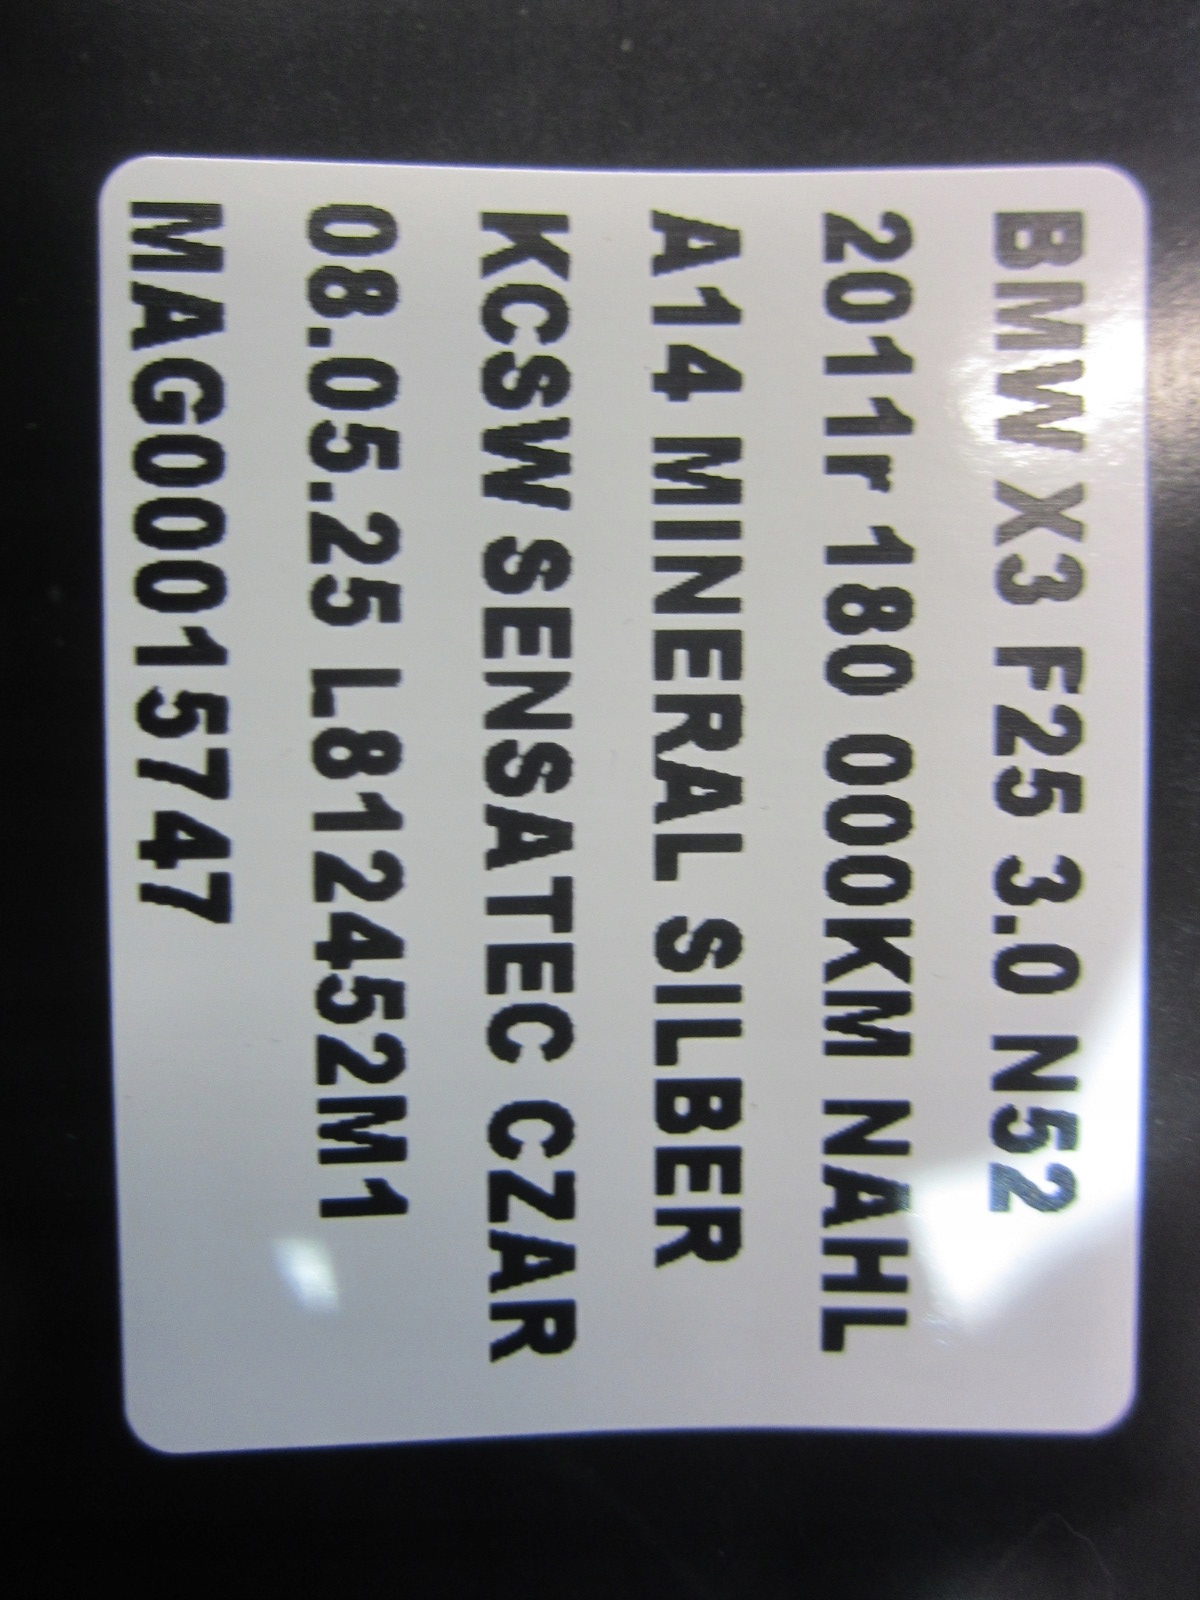 BMW X3 F25 3.0 N52
2011r 180 000KM NAHL
A14 MINERAL SILBER
KCSW SENSATEC CZAR
08.05.25 L812452M1
MAG00015747